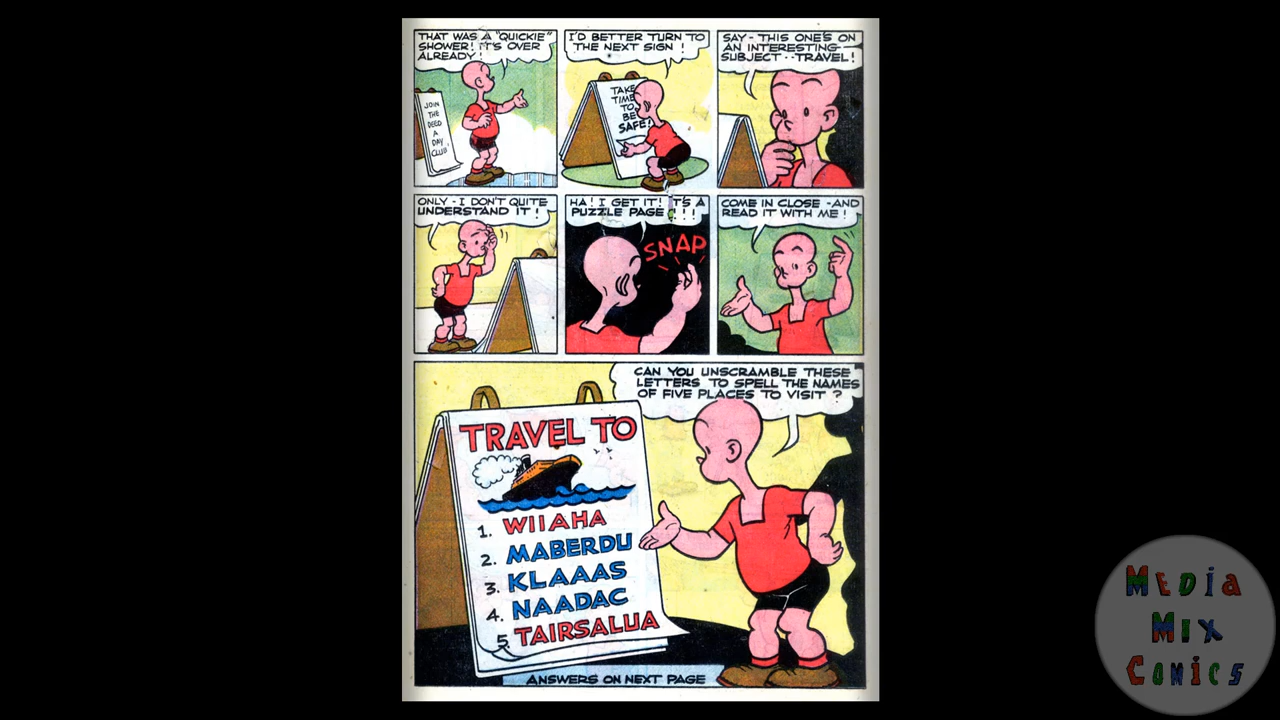 THAT WAS A "QUICKIE"
SHOWER! IT'S OVER
ALREADY!
JOIN
THE
DEED
A
DAY
CLUB
I'D BETTER TURN TO
THE NEXT SIGN!
TAKE
TIME
TO
BE
SAFE!
SAY - THIS ONE'S ON
AN INTERESTING
SUBJECT - - TRAVEL!
ONLY - I DON'T QUITE
UNDERSTAND IT!
HA! I GET IT! IT'S A
PUZZLE PAGE!!!
SNAP
COME IN CLOSE - AND
READ IT WITH ME!
CAN YOU UNSCRAMBLE THESE
LETTERS TO SPELL THE NAMES
OF FIVE PLACES TO VISIT?
TRAVEL TO
1. WIIAHA
2. MABERDU
3. KLAAAS
4. NAADAC
5. TAIRSALUA
ANSWERS ON NEXT PAGE
MEDIA
MIX
COMICS